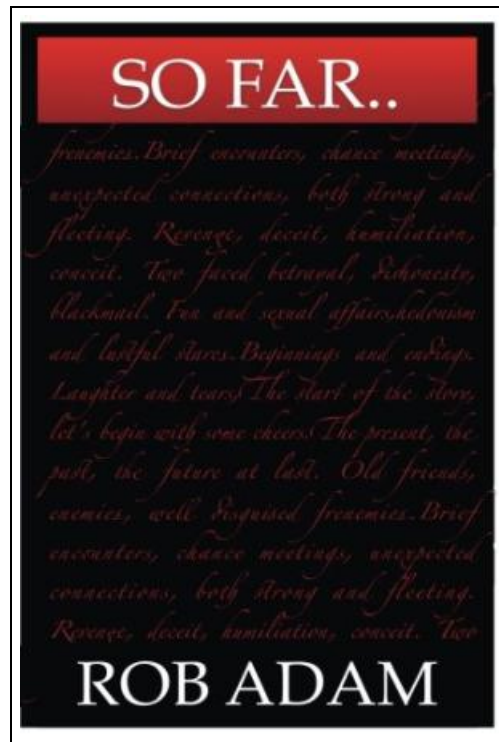 SO FAR..
frenemies.Brief encounters, chance meetings,
unexpected connections, both strong and
fleeting. Revenge, deceit, humiliation,
conceit. Two faced betrayal, dishonesty,
blackmail. Fun and sexual affairs,hedonism
and lustful stares.Beginnings and endings.
Laughter and tears,The start of the story,
let's begin with some cheers.The present, the
past, the future at last. Old friends,
enemies, well disguised frenemies.Brief
encounters, chance meetings, unexpected
connections, both strong and fleeting.
Revenge, deceit, humiliation, conceit. Two
ROB ADAM